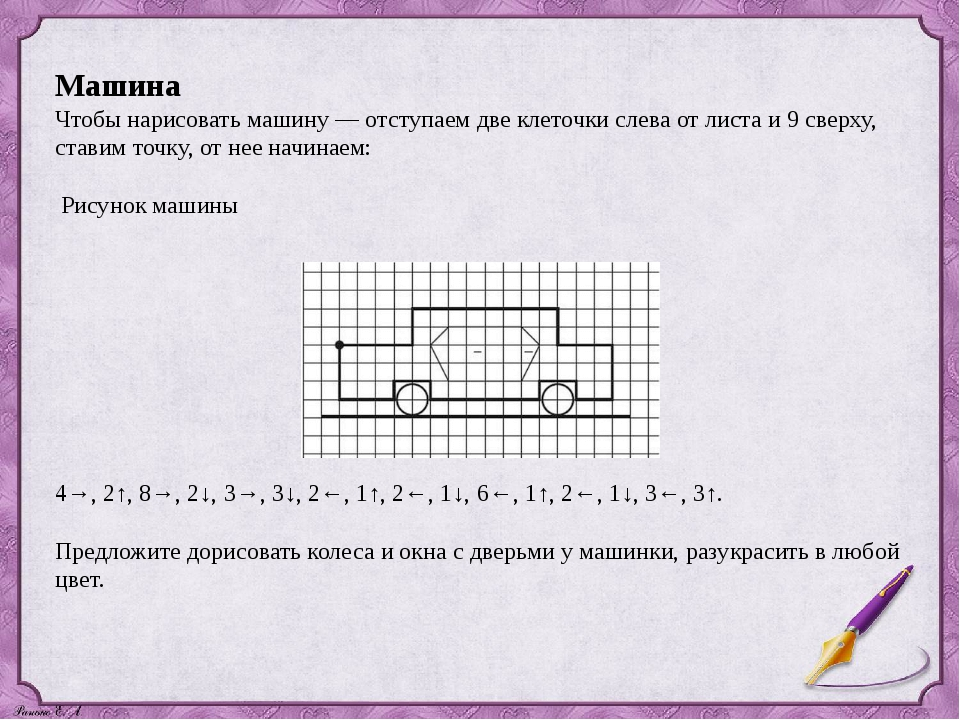 Машина
Чтобы нарисовать машину — отступаем две клеточки слева от листа и 9 сверху,
ставим точку, от нее начинаем:
Рисунок машины
4→, 2↑, 8→, 2↓, 3→, 3↓, 2←, 1↑, 2←, 1↓, 6←, 1↑, 2←, 1↓, 3←, 3↑.
Предложите дорисовать колеса и окна с дверьми у машинки, разукрасить в любой
цвет.